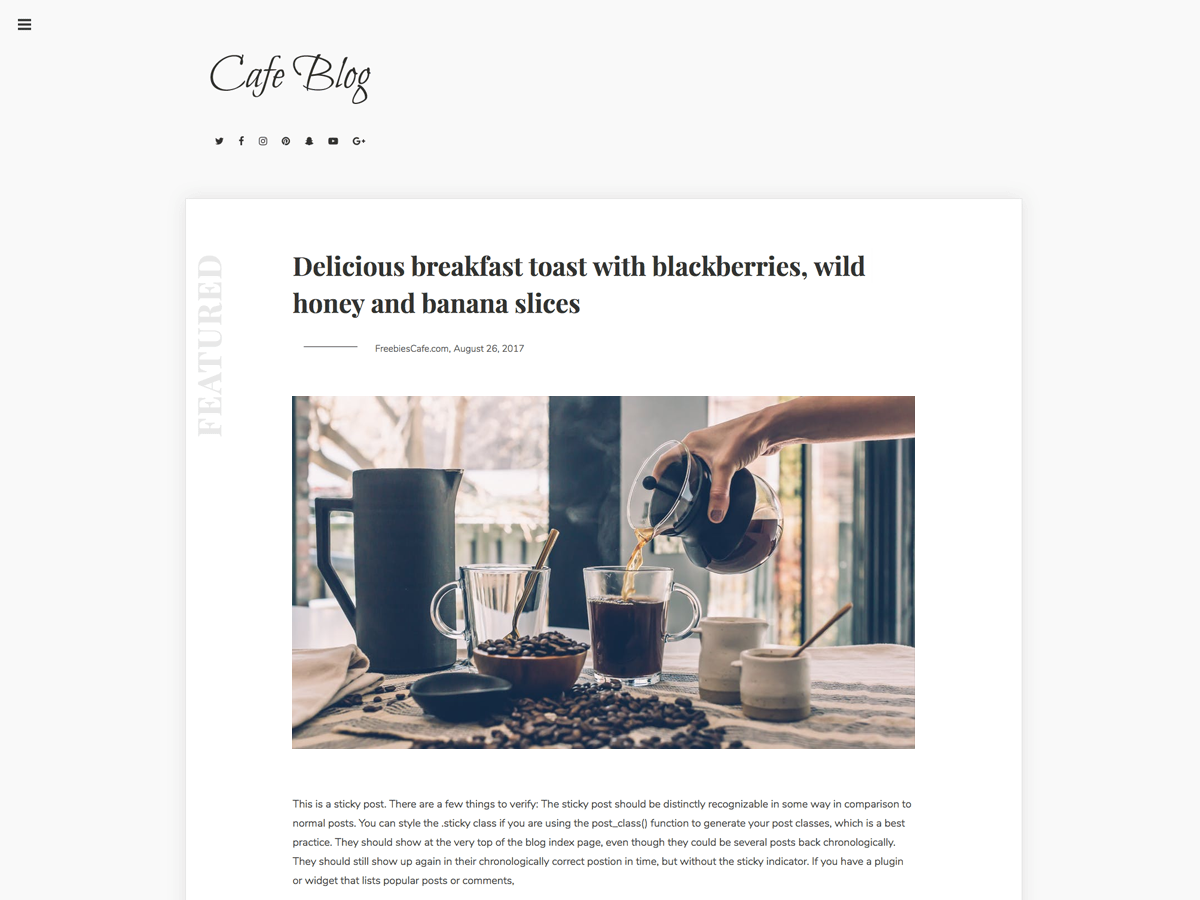 Cafe Blog
FEATURED
Delicious breakfast toast with blackberries, wild
honey and banana slices
FreebiesCafe.com, August 26, 2017
This is a sticky post. There are a few things to verify: The sticky post should be distinctly recognizable in some way in comparison to
normal posts. You can style the .sticky class if you are using the post_class() function to generate your post classes, which is a best
practice. They should show at the very top of the blog index page, even though they could be several posts back chronologically.
They should still show up again in their chronologically correct postion in time, but without the sticky indicator. If you have a plugin
or widget that lists popular posts or comments,